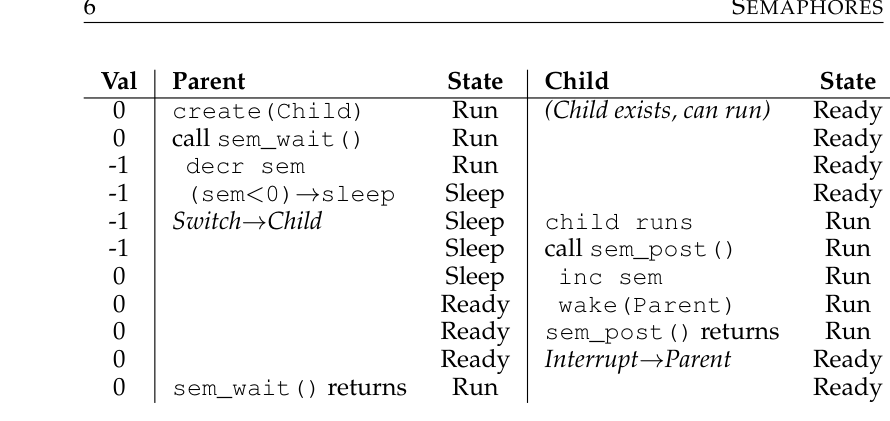 6 SEMAPHORES
Val Parent State Child State
0 create(Child) Run (Child exists, can run) Ready
0 call sem_wait() Run Ready
-1 decr sem Run Ready
-1 (sem<0)→sleep Sleep Ready
-1 Switch→Child Sleep child runs Run
-1 Sleep call sem_post() Run
0 Sleep inc sem Run
0 Ready wake(Parent) Run
0 Ready sem_post() returns Run
0 Ready Interrupt→Parent Ready
0 sem_wait() returns Run Ready